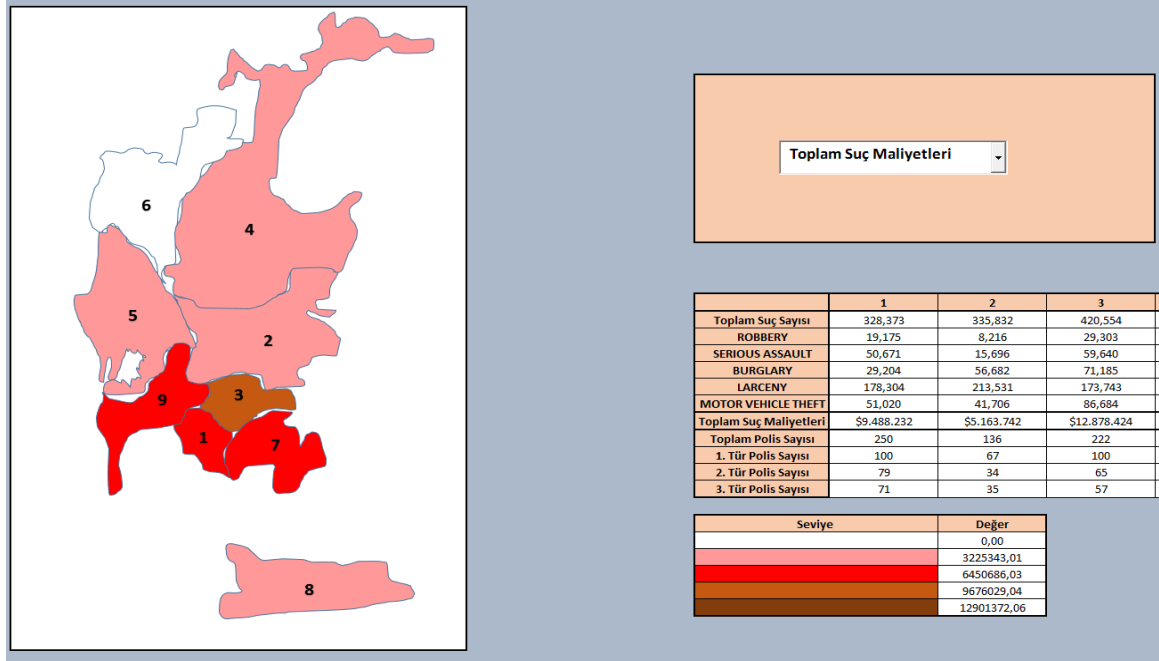 6
4
5
2
9
3
1
7
8
Toplam Suç Maliyetleri
1 2 3
Toplam Suç Sayısı 328,373 335,832 420,554
ROBBERY 19,175 8,216 29,303
SERIOUS ASSAULT 50,671 15,696 59,640
BURGLARY 29,204 56,682 71,185
LARCENY 178,304 213,531 173,743
MOTOR VEHICLE THEFT 51,020 41,706 86,684
Toplam Suç Maliyetleri $9.488.232 $5.163.742 $12.878.424
Toplam Polis Sayısı 250 136 222
1. Tür Polis Sayısı 100 67 100
2. Tür Polis Sayısı 79 34 65
3. Tür Polis Sayısı 71 35 57
Seviye Değer
0,00
3225343,01
6450686,03
9676029,04
12901372,06